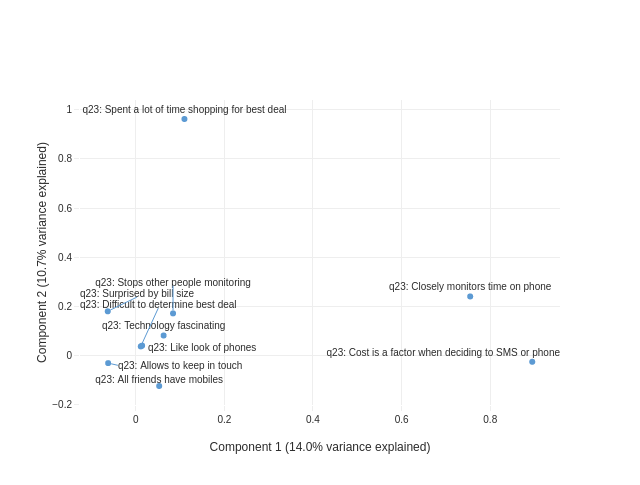 1
q23: Spent a lot of time shopping for best deal
0.8
0.6
0.4
q23: Stops other people monitoring
q23: Closely monitors time on phone
q23: Surprised by bill size
0.2
q23: Difficult to determine best deal
q23: Technology fascinating
q23: Like look of phones
q23: Cost is a factor when deciding to SMS or phone
0
q23: Allows to keep in touch
q23: All friends have mobiles
−0.2
0
0.2
0.4
0.6
0.8
Component 1 (14.0% variance explained)
Component 2 (10.7% variance explained)